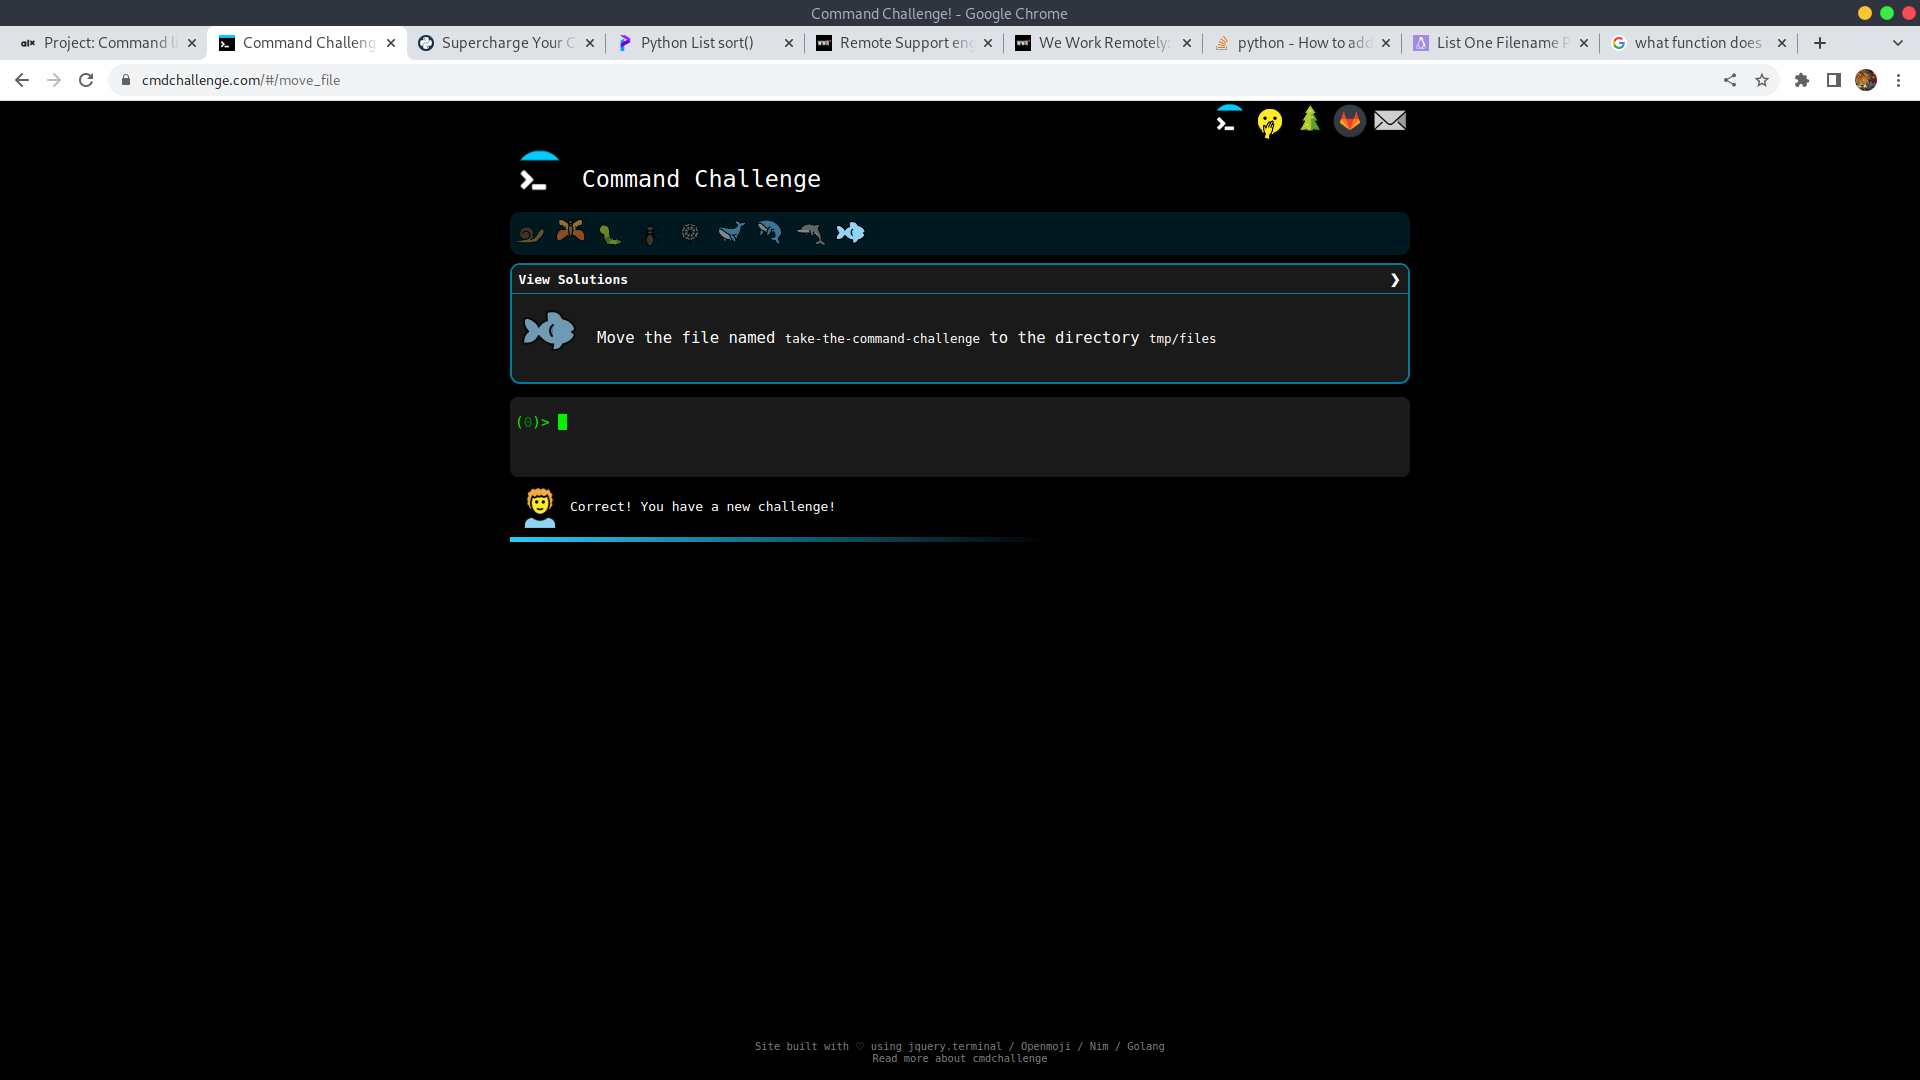 Command Challenge! - Google Chrome
Project: Command li
Command Challeng
Supercharge Your C
Python List sort()
Remote Support eng
We Work Remotely:
python - How to add
List One Filename P
what function does
cmdchallenge.com/#/move_file
Command Challenge
View Solutions
Move the file named take-the-command-challenge to the directory tmp/files
(0)>
Correct! You have a new challenge!
Site built with ♡ using jquery.terminal / Openmoji / Nim / Golang
Read more about cmdchallenge